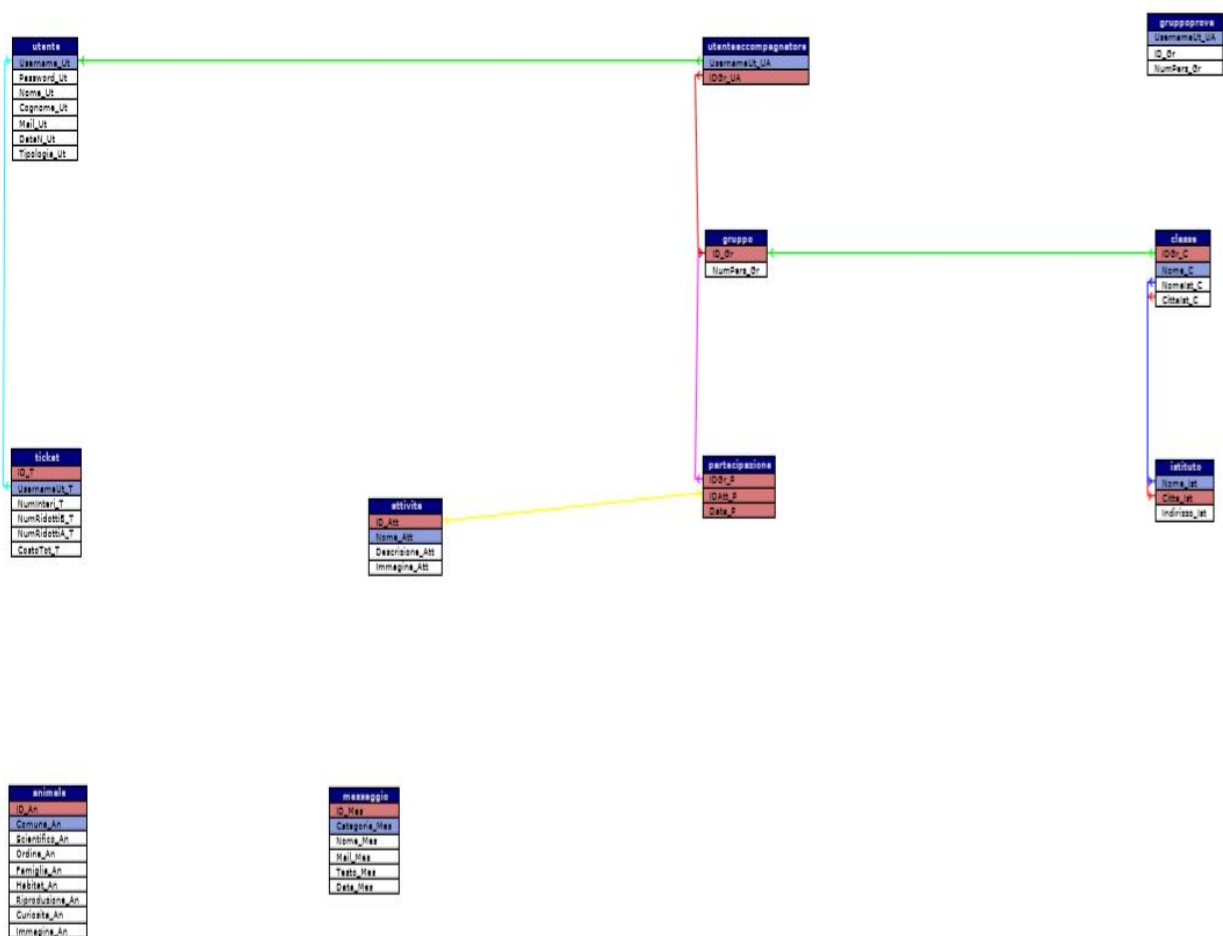 utente
Username_Ut
Password_Ut
Nome_Ut
Cognome_Ut
Mail_Ut
DataN_Ut
Tipologia_Ut
utenteaccompagnatore
UsernameUt_UA
IDGr_UA
gruppoprova
UsernameUt_UA
ID_Gr
NumPers_Gr
gruppo
ID_Gr
NumPers_Gr
classe
IDGr_C
Nome_C
NomeIst_C
CittaIst_C
ticket
ID_T
UsernameUt_T
NumInteri_T
NumRidottiB_T
NumRidottiA_T
CostoTot_T
attivita
ID_Att
Nome_Att
Descrizione_Att
Immagine_Att
partecipazione
IDGr_P
IDAtt_P
Data_P
istituto
Nome_Ist
Citta_Ist
Indirizzo_Ist
animale
ID_An
Comune_An
Scientifico_An
Ordine_An
Famiglia_An
Habitat_An
Riproduzione_An
Curiosita_An
Immagine_An
messaggio
ID_Mes
Categoria_Mes
Nome_Mes
Mail_Mes
Testo_Mes
Data_Mes